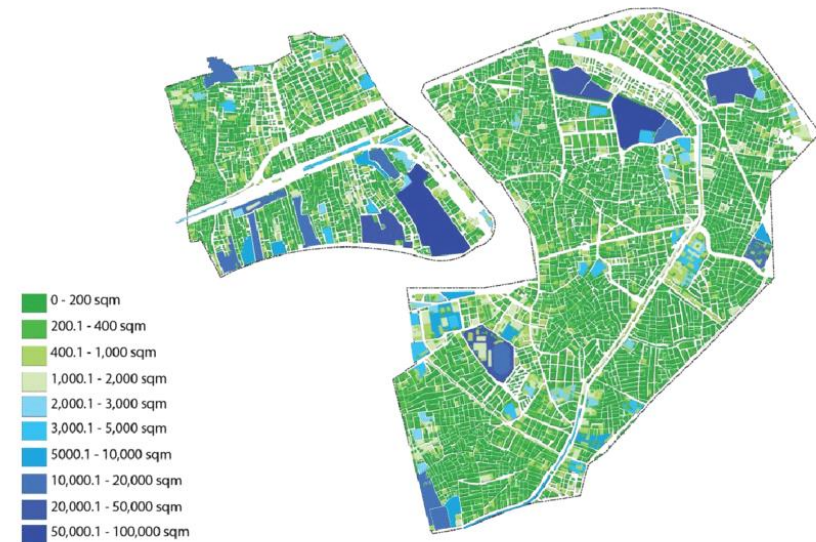 0 - 200 sqm
200.1 - 400 sqm
400.1 - 1,000 sqm
1,000.1 - 2,000 sqm
2,000.1 - 3,000 sqm
3,000.1 - 5,000 sqm
5000.1 - 10,000 sqm
10,000.1 - 20,000 sqm
20,000.1 - 50,000 sqm
50,000.1 - 100,000 sqm